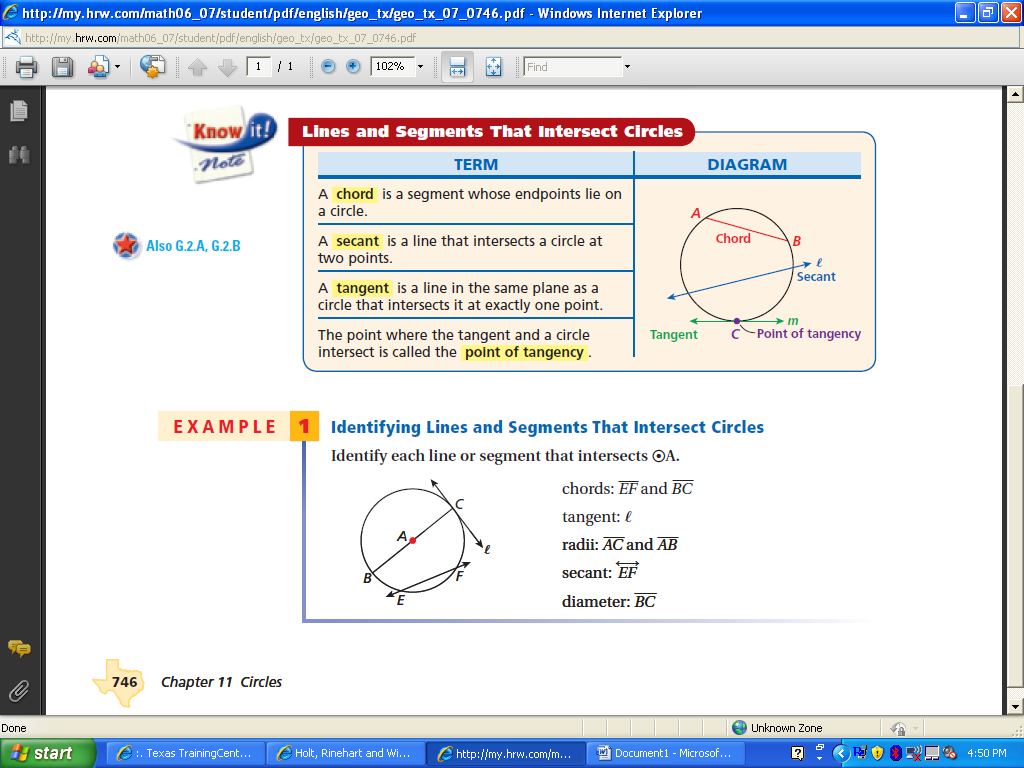 http://my.hrw.com/math06_07/student/pdf/english/geo_tx/geo_tx_07_0746.pdf - Windows Internet Explorer
http://my.hrw.com/math06_07/student/pdf/english/geo_tx/geo_tx_07_0746.pdf
1 / 1
102%
Find
Know it!
Note
Lines and Segments That Intersect Circles
TERM
DIAGRAM
A chord is a segment whose endpoints lie on
a circle.
A secant is a line that intersects a circle at
two points.
A tangent is a line in the same plane as a
circle that intersects it at exactly one point.
The point where the tangent and a circle
intersect is called the point of tangency.
A
Chord
B
ℓ
Secant
m
Tangent
C
Point of tangency
Also G.2.A, G.2.B
EXAMPLE 1
Identifying Lines and Segments That Intersect Circles
Identify each line or segment that intersects ⊙A.
C
A
ℓ
B
F
E
chords: E̅F̅ and B̅C̅
tangent: ℓ
radii: A̅C̅ and A̅B̅
secant: E⃡F⃡
diameter: B̅C̅
746
Chapter 11 Circles
Done
Unknown Zone
start
:. Texas TrainingCent...
Holt, Rinehart and Wi...
http://my.hrw.com/m...
Document1 - Microsof...
4:50 PM